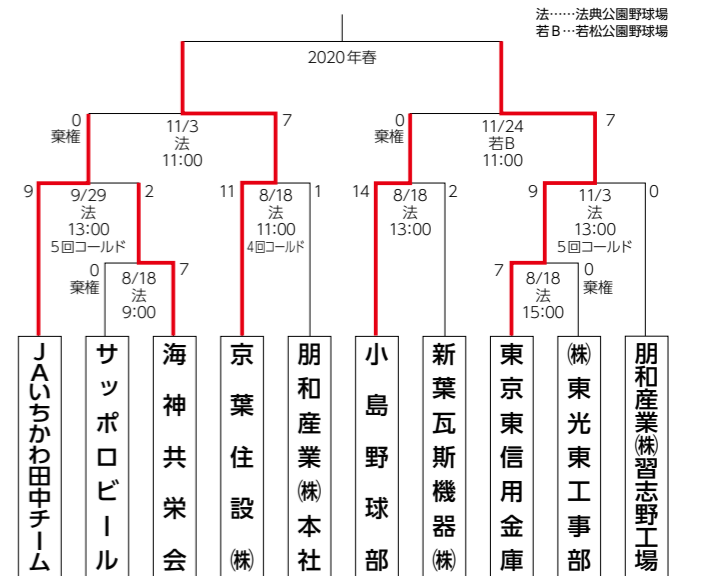 法……法典公園野球場
若B…若松公園野球場
2020年春
0
棄権
11/3
法
11:00
7
0
棄権
11/24
若B
11:00
7
9
9/29
法
13:00
5回コールド
2
11
8/18
法
11:00
4回コールド
1
14
8/18
法
13:00
2
9
11/3
法
13:00
5回コールド
0
0
棄権
8/18
法
9:00
7
7
8/18
法
15:00
0
棄権
JAいちかわ田中チーム
サッポロビール
海神共栄会
京葉住設㈱
朋和産業㈱本社
小島野球部
新葉瓦斯機器㈱
東京東信用金庫
㈱東光東工事部
朋和産業㈱習志野工場